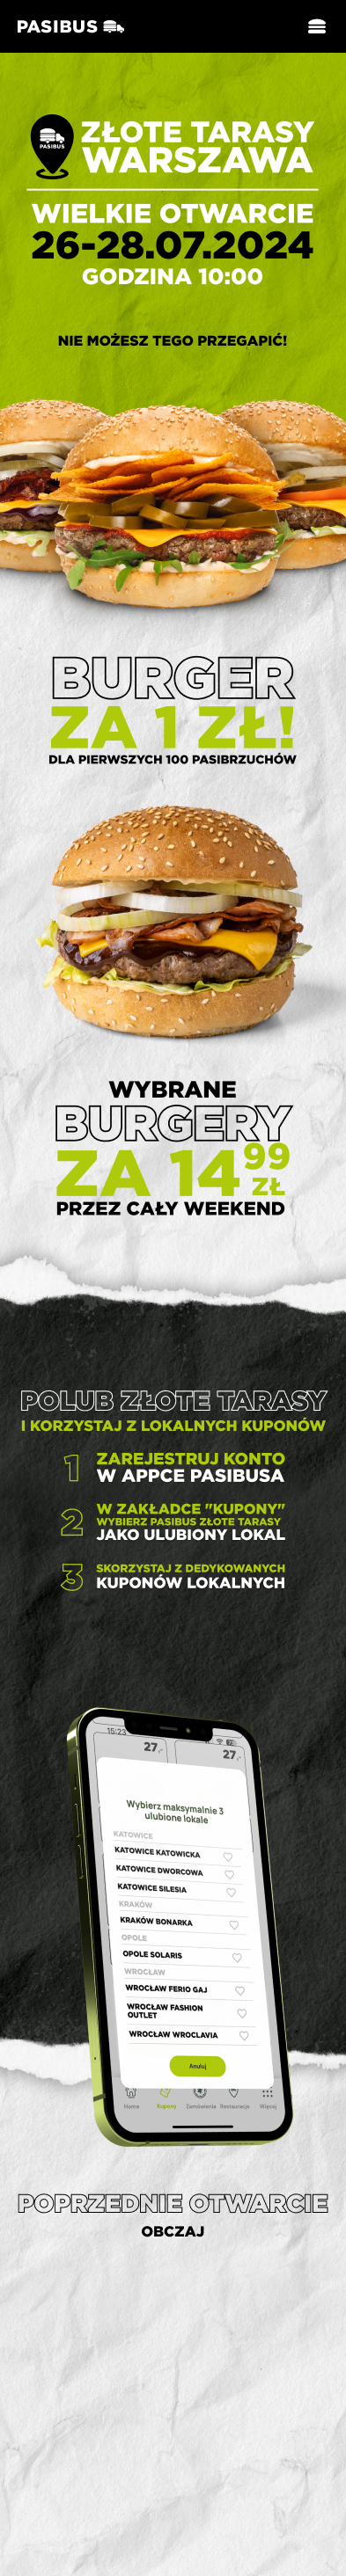 PASIBUS
PASIBUS
ZŁOTE TARASY
WARSZAWA
WIELKIE OTWARCIE
26-28.07.2024
GODZINA 10:00
NIE MOŻESZ TEGO PRZEGAPIĆ!
BURGER
ZA 1 ZŁ!
DLA PIERWSZYCH 100 PASIBRZUCHÓW
WYBRANE
BURGERY
ZA 14 99 ZŁ
PRZEZ CAŁY WEEKEND
POLUB ZŁOTE TARASY
I KORZYSTAJ Z LOKALNYCH KUPONÓW
1 ZAREJESTRUJ KONTO
W APPCE PASIBUSA
2 W ZAKŁADCE "KUPONY"
WYBIERZ PASIBUS ZŁOTE TARASY
JAKO ULUBIONY LOKAL
3 SKORZYSTAJ Z DEDYKOWANYCH
KUPONÓW LOKALNYCH
15:23
27,- 27,-
Wybierz maksymalnie 3
ulubione lokale
KATOWICE
KATOWICE KATOWICKA
KATOWICE DWORCOWA
KATOWICE SILESIA
KRAKÓW
KRAKÓW BONARKA
OPOLE
OPOLE SOLARIS
WROCŁAW
WROCŁAW FERIO GAJ
WROCŁAW FASHION
OUTLET
WROCŁAW WROCLAVIA
Anuluj
Home Kupony Zamówienia Restauracje Więcej
POPRZEDNIE OTWARCIE
OBCZAJ